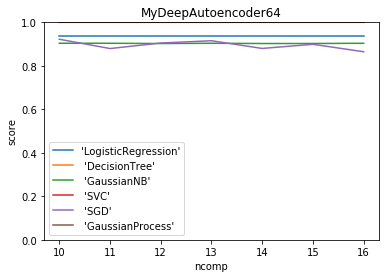 MyDeepAutoencoder64
score
1.0
0.8
0.6
0.4
0.2
0.0
'LogisticRegression'
'DecisionTree'
'GaussianNB'
'SVC'
'SGD'
'GaussianProcess'
10 11 12 13 14 15 16
ncomp